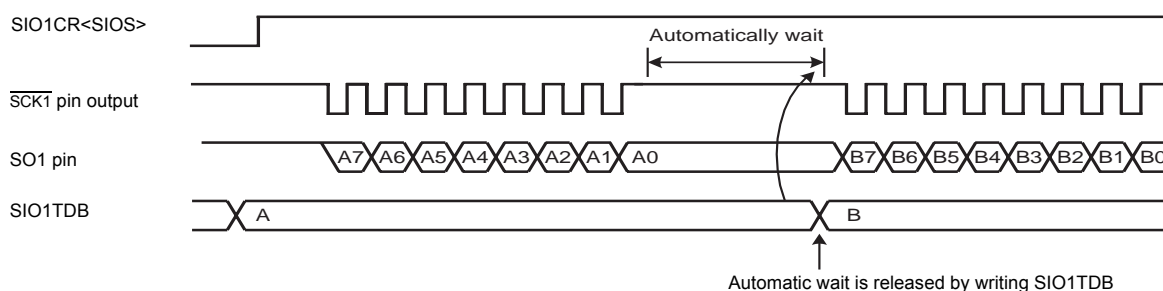 SIO1CR<SIOS>
Automatically wait
SCK1 pin output
SO1 pin
A7 A6 A5 A4 A3 A2 A1 A0 B7 B6 B5 B4 B3 B2 B1 B0
SIO1TDB
A B
Automatic wait is released by writing SIO1TDB